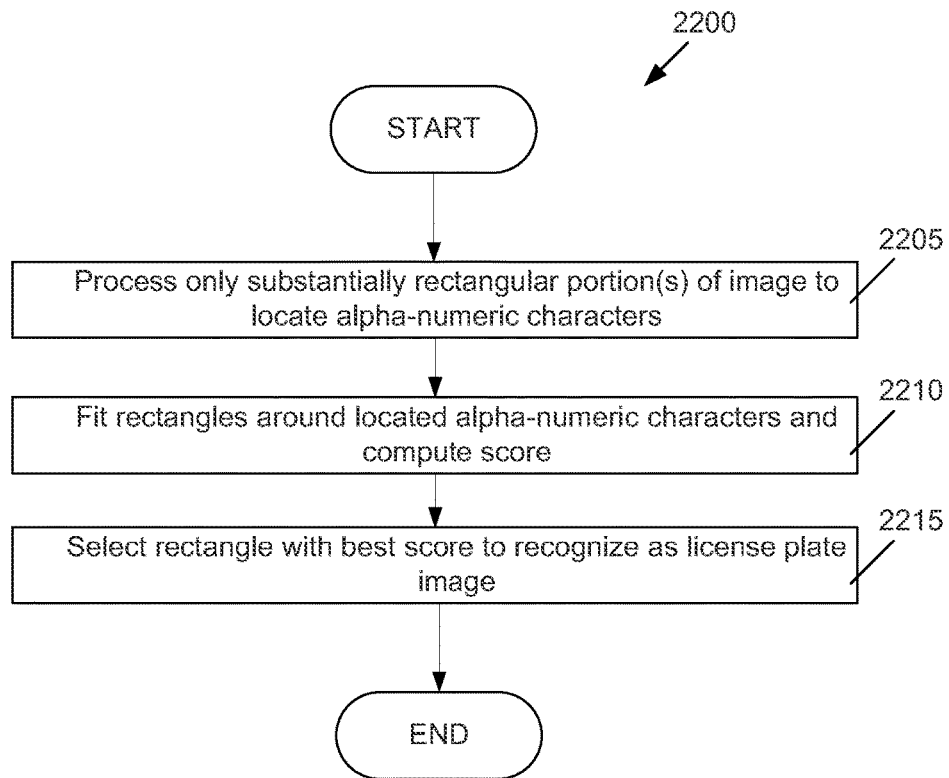 2200
START
2205
Process only substantially rectangular portion(s) of image to
locate alpha-numeric characters
2210
Fit rectangles around located alpha-numeric characters and
compute score
2215
Select rectangle with best score to recognize as license plate
image
END